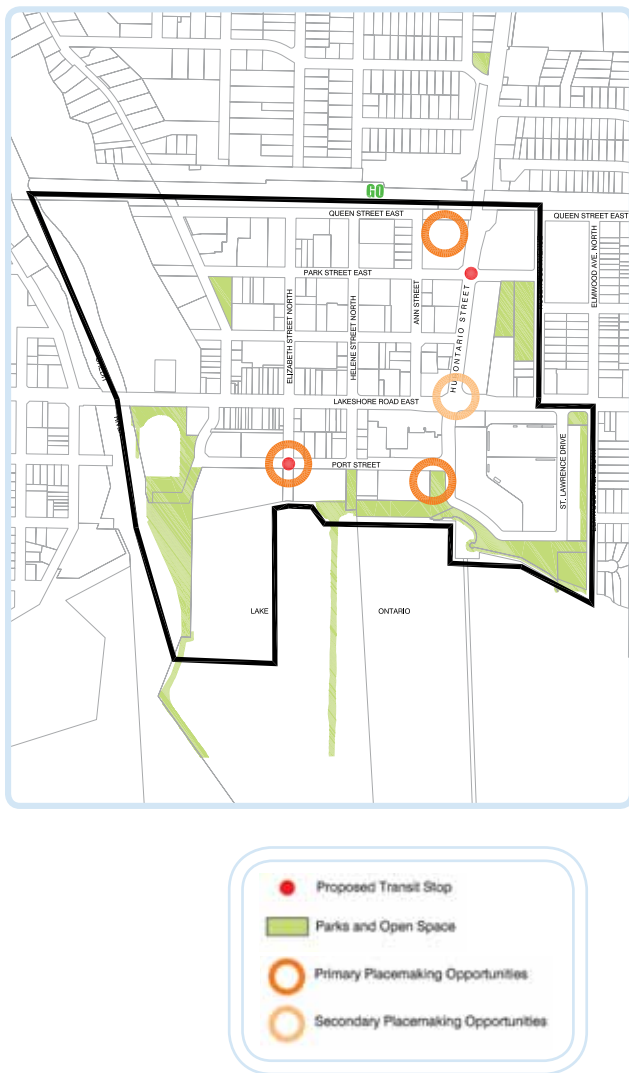 GO
QUEEN STREET EAST
QUEEN STREET EAST
PARK STREET EAST
ELIZABETH STREET NORTH
HELENE STREET NORTH
ANN STREET
HURONTARIO STREET
ELMWOOD AVE. NORTH
LAKESHORE ROAD EAST
PORT STREET
ST. LAWRENCE DRIVE
LAKE
ONTARIO
Proposed Transit Stop
Parks and Open Space
Primary Placemaking Opportunities
Secondary Placemaking Opportunities